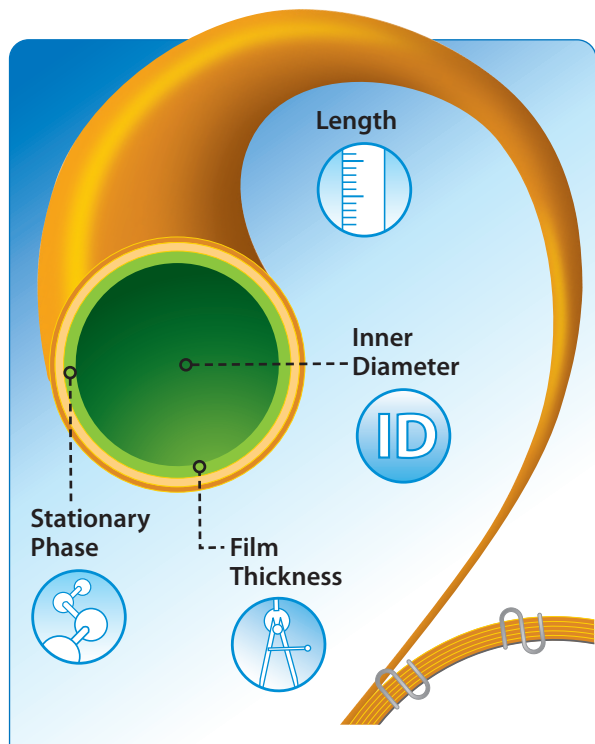 Length
Inner
Diameter
ID
Stationary
Phase
Film
Thickness